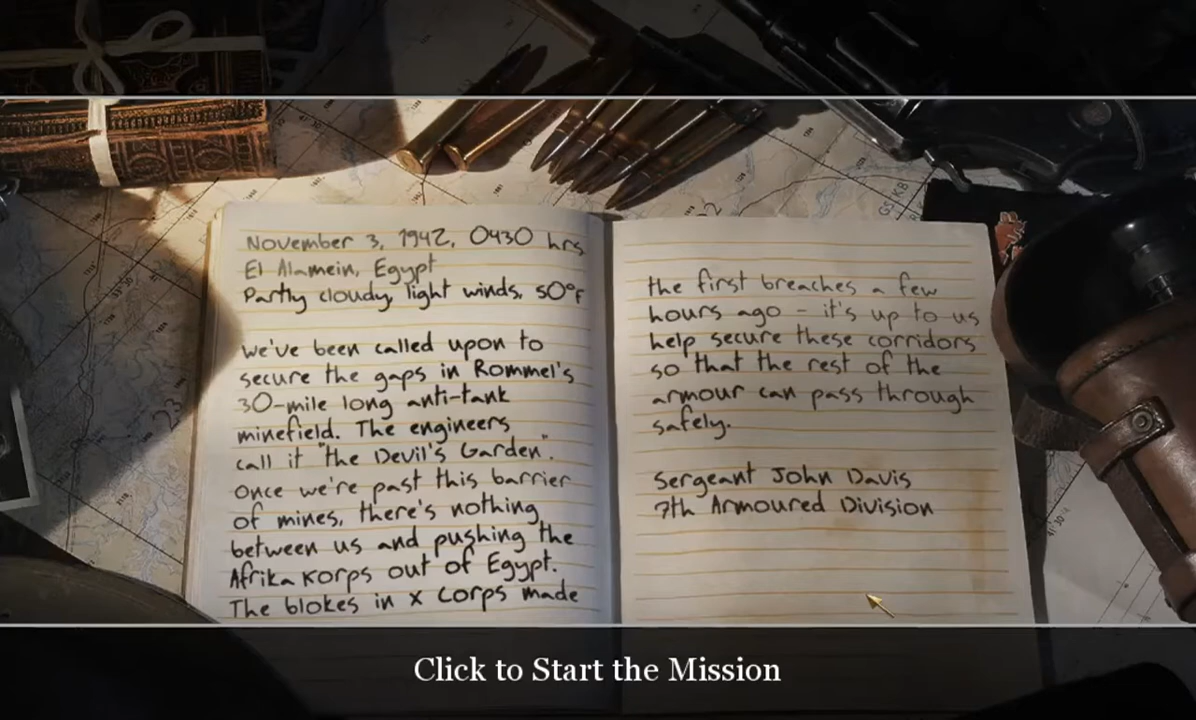 November 3, 1942, 0430 hrs
El Alamein, Egypt
Partly cloudy, light winds, 50°F
We've been called upon to
secure the gaps in Rommel's
30-mile long anti-tank
minefield. The engineers
call it "the Devil's Garden".
Once we're past this barrier
of mines, there's nothing
between us and pushing the
Afrika Korps out of Egypt.
The blokes in X Corps made
the first breaches a few
hours ago - it's up to us
help secure these corridors
so that the rest of the
armour can pass through
safely.
Sergeant John Davis
7th Armoured Division
GSGS
Click to Start the Mission